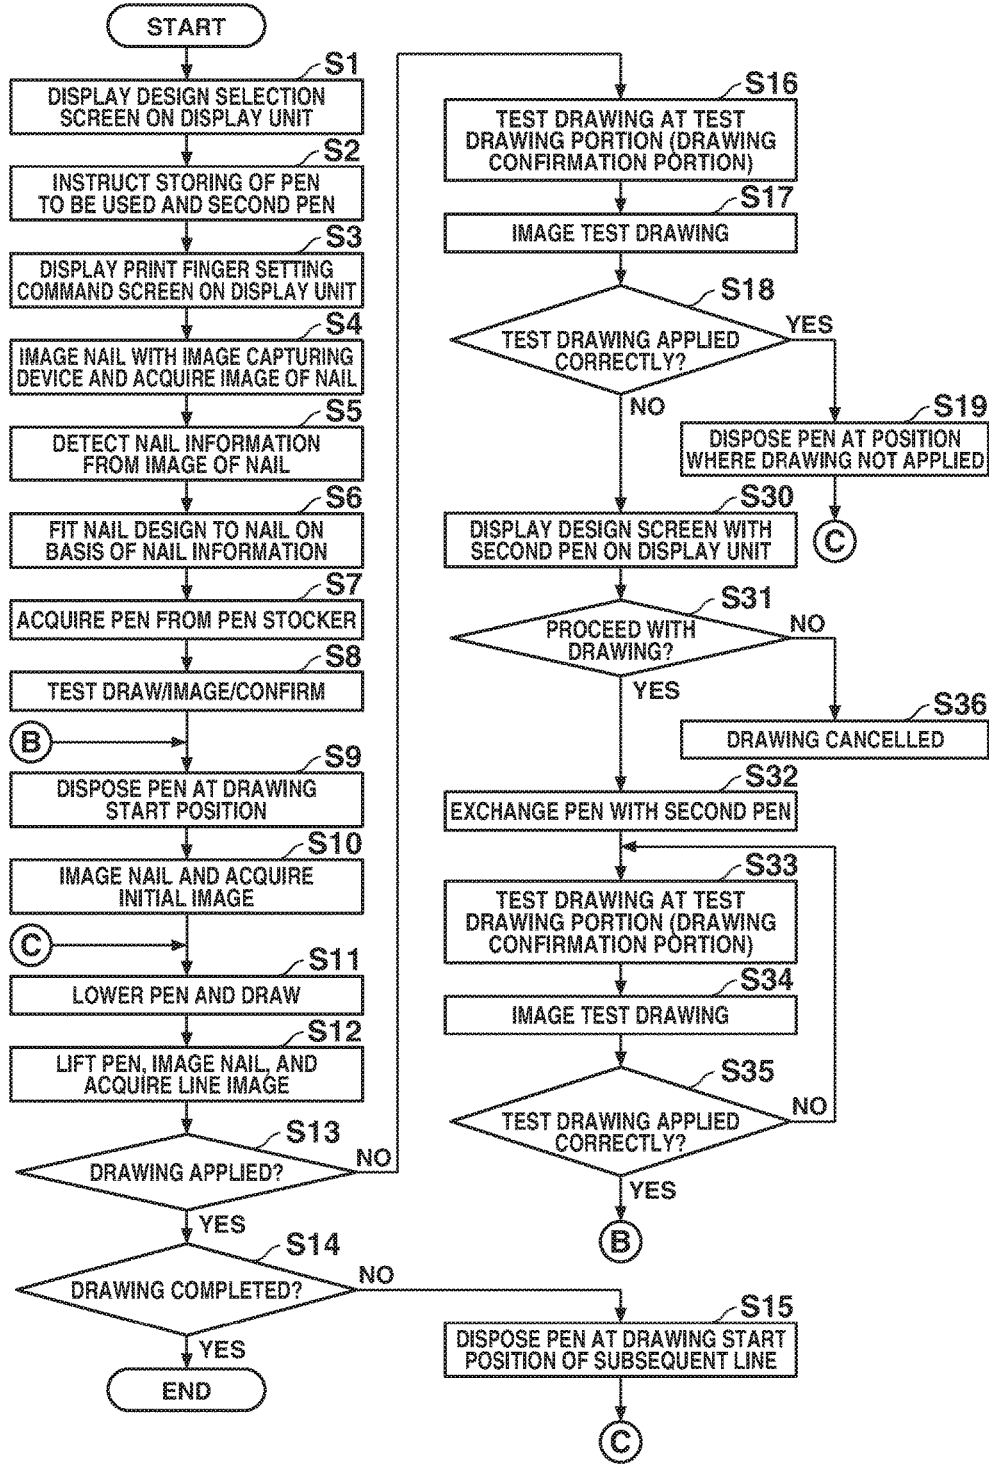 START
S1
DISPLAY DESIGN SELECTION
SCREEN ON DISPLAY UNIT
S2
INSTRUCT STORING OF PEN
TO BE USED AND SECOND PEN
S3
DISPLAY PRINT FINGER SETTING
COMMAND SCREEN ON DISPLAY UNIT
S4
IMAGE NAIL WITH IMAGE CAPTURING
DEVICE AND ACQUIRE IMAGE OF NAIL
S5
DETECT NAIL INFORMATION
FROM IMAGE OF NAIL
S6
FIT NAIL DESIGN TO NAIL ON
BASIS OF NAIL INFORMATION
S7
ACQUIRE PEN FROM PEN STOCKER
S8
TEST DRAW/IMAGE/CONFIRM
B
S9
DISPOSE PEN AT DRAWING
START POSITION
S10
IMAGE NAIL AND ACQUIRE
INITIAL IMAGE
C
S11
LOWER PEN AND DRAW
S12
LIFT PEN, IMAGE NAIL, AND
ACQUIRE LINE IMAGE
S13
DRAWING APPLIED?
NO
YES
S14
DRAWING COMPLETED?
NO
YES
END
S15
DISPOSE PEN AT DRAWING START
POSITION OF SUBSEQUENT LINE
C
S16
TEST DRAWING AT TEST
DRAWING PORTION (DRAWING
CONFIRMATION PORTION)
S17
IMAGE TEST DRAWING
S18
TEST DRAWING APPLIED
CORRECTLY?
YES
NO
S19
DISPOSE PEN AT POSITION
WHERE DRAWING NOT APPLIED
C
S30
DISPLAY DESIGN SCREEN WITH
SECOND PEN ON DISPLAY UNIT
S31
PROCEED WITH
DRAWING?
NO
YES
S36
DRAWING CANCELLED
S32
EXCHANGE PEN WITH SECOND PEN
S33
TEST DRAWING AT TEST
DRAWING PORTION (DRAWING
CONFIRMATION PORTION)
S34
IMAGE TEST DRAWING
S35
TEST DRAWING APPLIED
CORRECTLY?
NO
YES
B